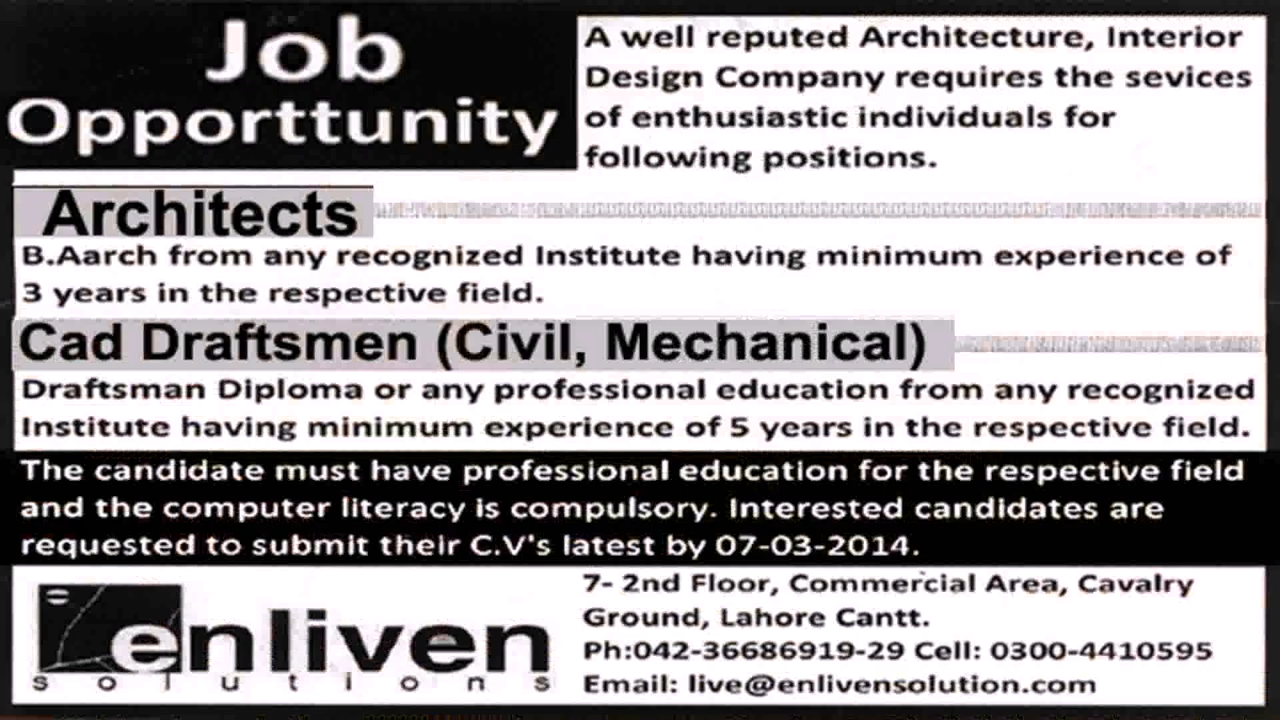 Job
Opporttunity
A well reputed Architecture, Interior
Design Company requires the sevices
of enthusiastic individuals for
following positions.
Architects
B.Aarch from any recognized Institute having minimum experience of
3 years in the respective field.
Cad Draftsmen (Civil, Mechanical)
Draftsman Diploma or any professional education from any recognized
Institute having minimum experience of 5 years in the respective field.
The candidate must have professional education for the respective field
and the computer literacy is compulsory. Interested candidates are
requested to submit their C.V's latest by 07-03-2014.
enliven
solutions
7- 2nd Floor, Commercial Area, Cavalry
Ground, Lahore Cantt.
Ph:042-36686919-29 Cell: 0300-4410595
Email: live@enlivensolution.com